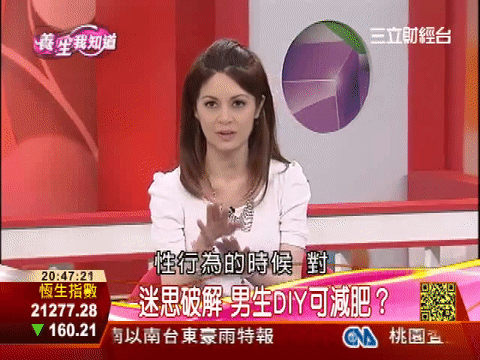 養生我知道
三立財經台
性行為的時候 對
20:47:21
恆生指數
21277.28
▼160.21
迷思破解 男生DIY可減肥？
南以南台東豪雨特報
CNA
桃園